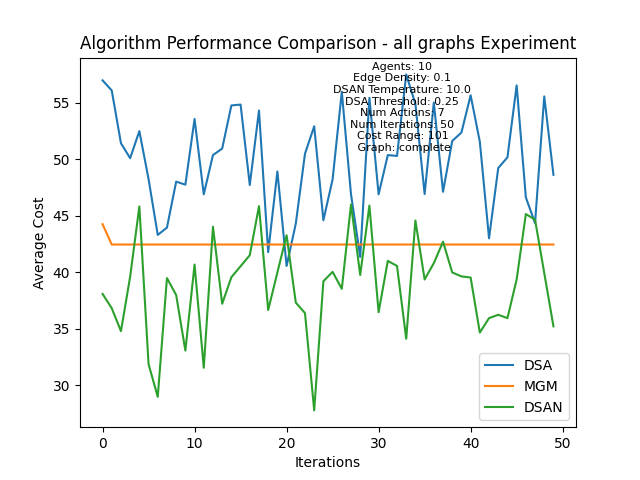 Algorithm Performance Comparison - all graphs Experiment
Agents: 10
Edge Density: 0.1
DSAN Temperature: 10.0
DSA Threshold: 0.25
Num Actions: 7
Num Iterations: 50
Cost Range: 101
Graph: complete
Average Cost
55
50
45
40
35
30
0
10
20
30
40
50
Iterations
DSA
MGM
DSAN